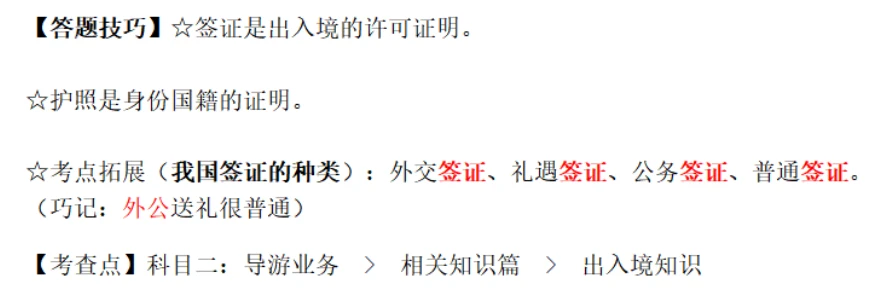 【答题技巧】☆签证是出入境的许可证明。
☆护照是身份国籍的证明。
☆考点拓展（我国签证的种类）：外交签证、礼遇签证、公务签证、普通签证。
（巧记：外公送礼很普通）
【考查点】科目二：导游业务 > 相关知识篇 > 出入境知识